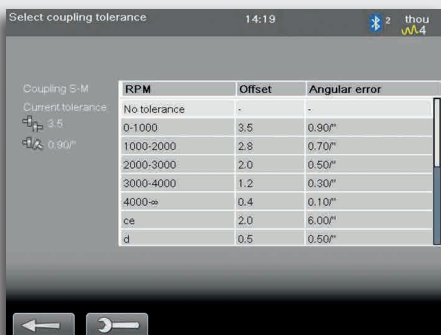 Select coupling tolerance 14:19 2 thou
4
Coupling S-M
Current tolerance
3.5
0.90/"
RPM Offset Angular error
No tolerance - -
0-1000 3.5 0.90/"
1000-2000 2.8 0.70/"
2000-3000 2.0 0.50/"
3000-4000 1.2 0.30/"
4000-∞ 0.4 0.10/"
ce 2.0 6.00/"
d 0.5 0.50/"